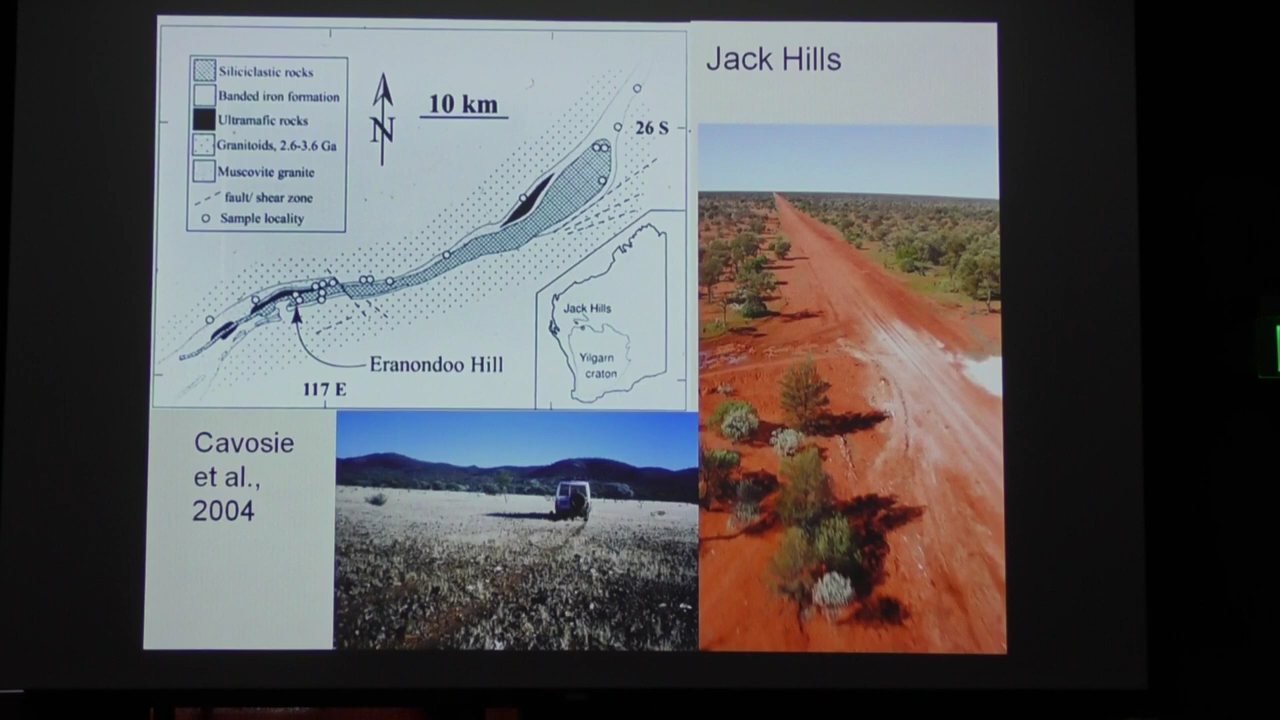 Jack Hills
Siliciclastic rocks
Banded iron formation
Ultramafic rocks
Granitoids, 2.6-3.6 Ga
Muscovite granite
fault/ shear zone
Sample locality
N
10 km
26 S
Jack Hills
Yilgarn
craton
Eranondoo Hill
117 E
Cavosie
et al.,
2004